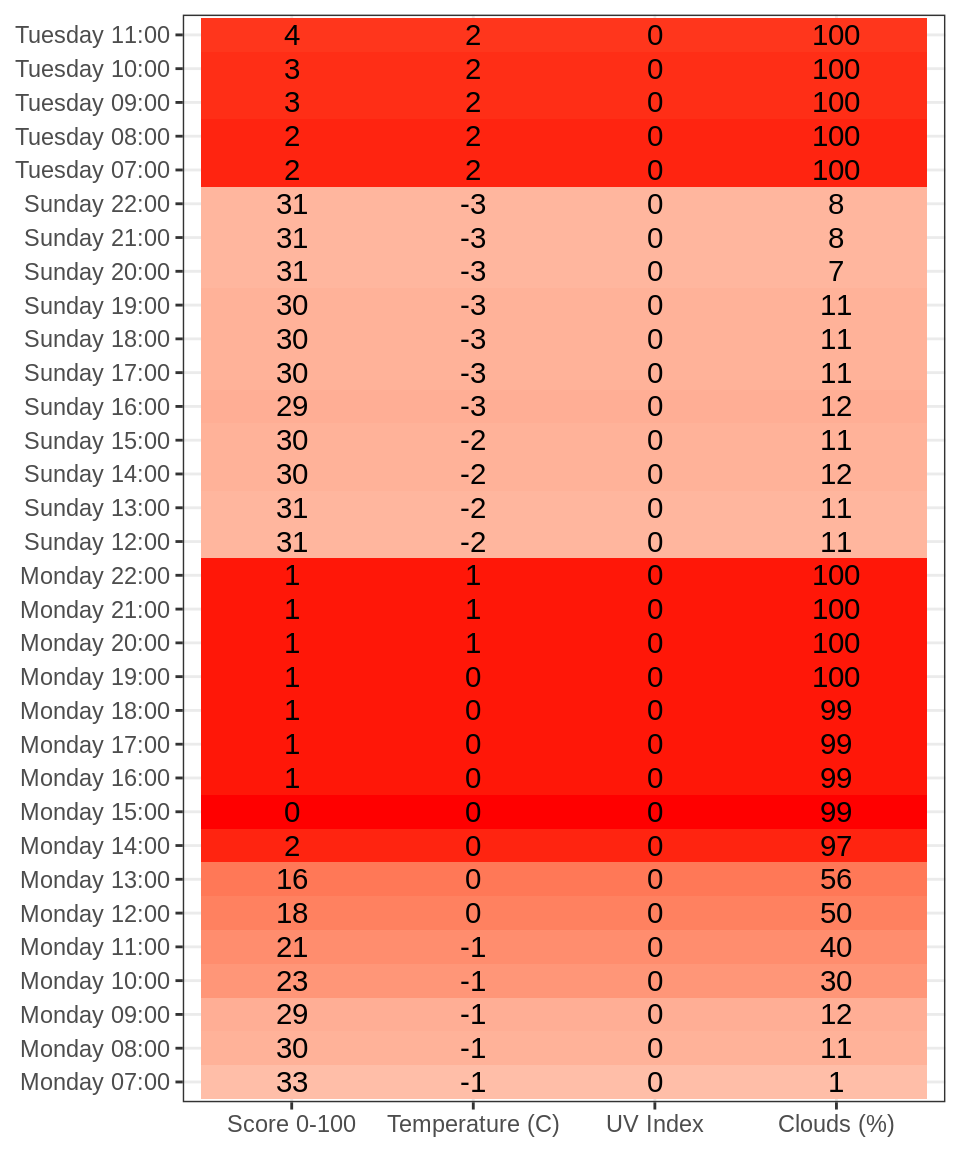 Tuesday 11:00 4 2 0 100
Tuesday 10:00 3 2 0 100
Tuesday 09:00 3 2 0 100
Tuesday 08:00 2 2 0 100
Tuesday 07:00 2 2 0 100
Sunday 22:00 31 -3 0 8
Sunday 21:00 31 -3 0 8
Sunday 20:00 31 -3 0 7
Sunday 19:00 30 -3 0 11
Sunday 18:00 30 -3 0 11
Sunday 17:00 30 -3 0 11
Sunday 16:00 29 -3 0 12
Sunday 15:00 30 -2 0 11
Sunday 14:00 30 -2 0 12
Sunday 13:00 31 -2 0 11
Sunday 12:00 31 -2 0 11
Monday 22:00 1 1 0 100
Monday 21:00 1 1 0 100
Monday 20:00 1 1 0 100
Monday 19:00 1 0 0 100
Monday 18:00 1 0 0 99
Monday 17:00 1 0 0 99
Monday 16:00 1 0 0 99
Monday 15:00 0 0 0 99
Monday 14:00 2 0 0 97
Monday 13:00 16 0 0 56
Monday 12:00 18 0 0 50
Monday 11:00 21 -1 0 40
Monday 10:00 23 -1 0 30
Monday 09:00 29 -1 0 12
Monday 08:00 30 -1 0 11
Monday 07:00 33 -1 0 1
Score 0-100 Temperature (C) UV Index Clouds (%)